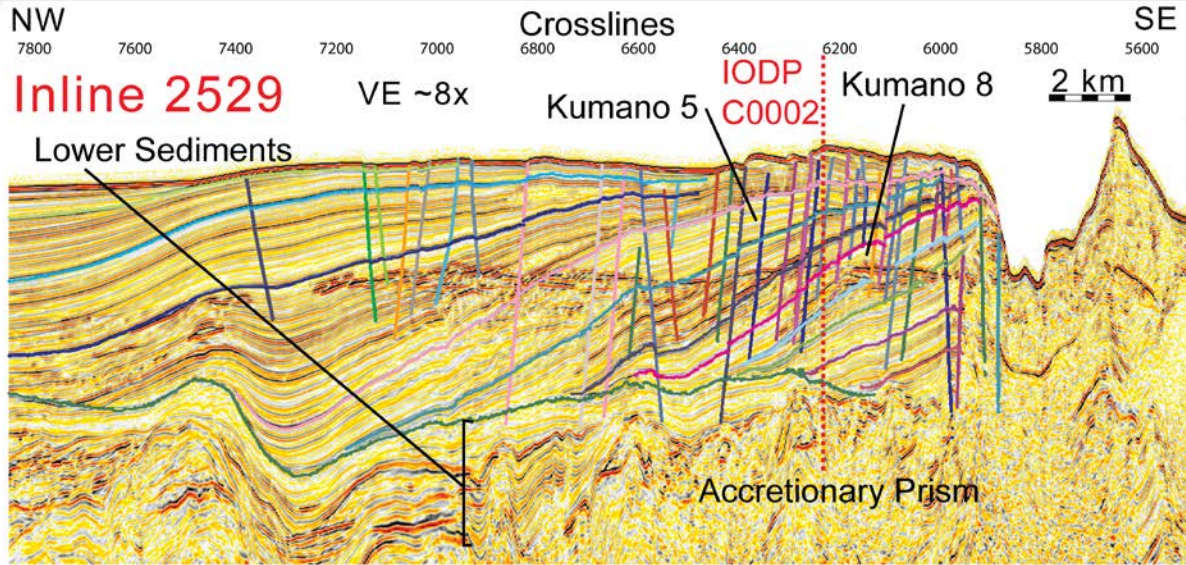 NW Crosslines SE
7800 7600 7400 7200 7000 6800 6600 6400 6200 6000 5800 5600
Inline 2529 VE ~8x IODP C0002 2 km
Kumano 5 Kumano 8
Lower Sediments
Accretionary Prism